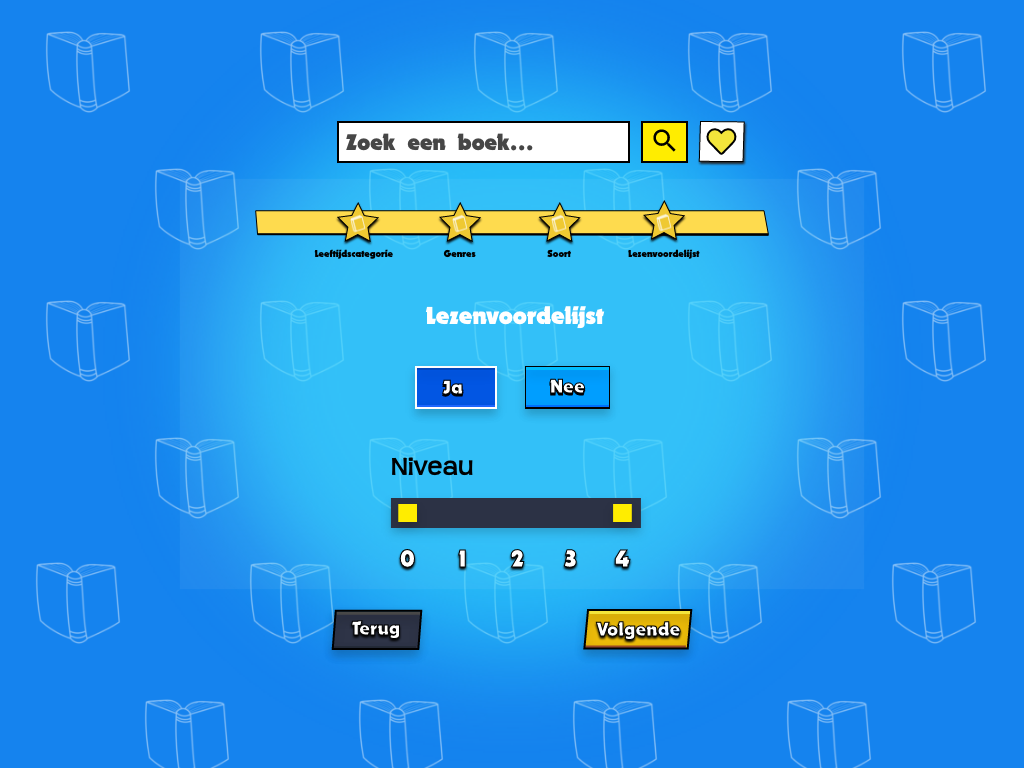 Zoek een boek...
Leeftijdscategorie Genres Soort Lezenvoordelijst
Lezenvoordelijst
Ja Nee
Niveau
0 1 2 3 4
Terug Volgende